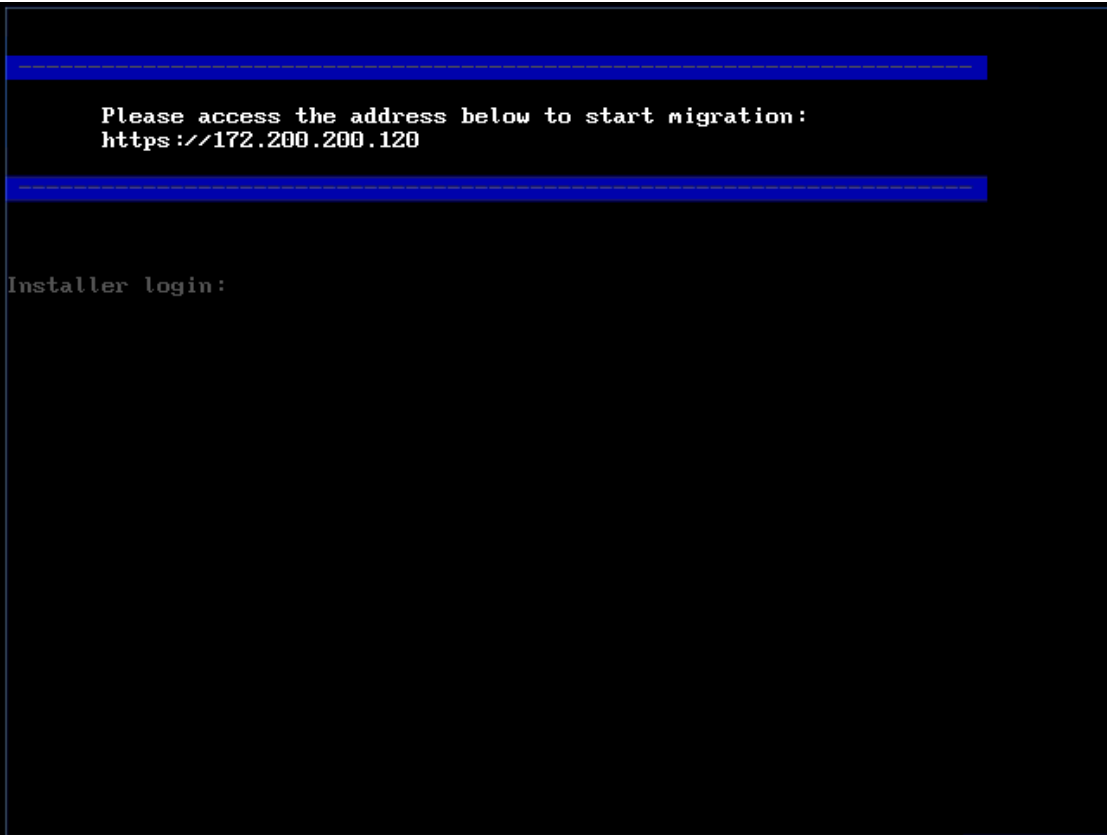 Please access the address below to start migration:
https://172.200.200.120
Installer login: